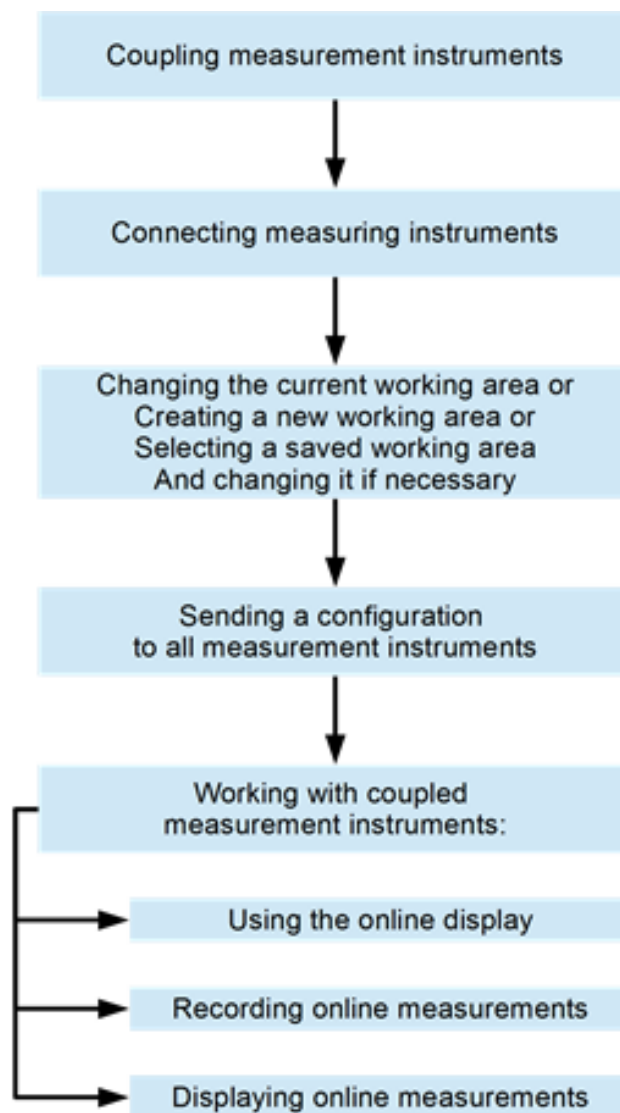 Coupling measurement instruments
Connecting measuring instruments
Changing the current working area or
Creating a new working area or
Selecting a saved working area
And changing it if necessary
Sending a configuration
to all measurement instruments
Working with coupled
measurement instruments:
Using the online display
Recording online measurements
Displaying online measurements